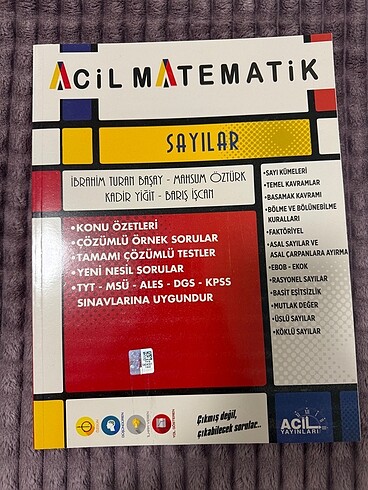 ACİL MATEMATİK
SAYILAR
İBRAHİM TURAN BAŞAY - MAHSUM ÖZTÜRK
KADİR YİĞİT - BARIŞ İŞCAN
•KONU ÖZETLERİ
•ÇÖZÜMLÜ ÖRNEK SORULAR
•TAMAMI ÇÖZÜMLÜ TESTLER
•YENİ NESİL SORULAR
•TYT - MSÜ - ALES - DGS - KPSS
SINAVLARINA UYGUNDUR
•SAYI KÜMELERİ
•TEMEL KAVRAMLAR
•BASAMAK KAVRAMI
•BÖLME VE BÖLÜNEBİLME
KURALLARI
•FAKTÖRİYEL
•ASAL SAYILAR VE
ASAL ÇARPANLARA AYIRMA
•EBOB - EKOK
•RASYONEL SAYILAR
•BASİT EŞİTSİZLİK
•MUTLAK DEĞER
•ÜSLÜ SAYILAR
•KÖKLÜ SAYILAR
Çıkmış değil,
çıkabilecek sorular...
ACİL
YAYINLARI